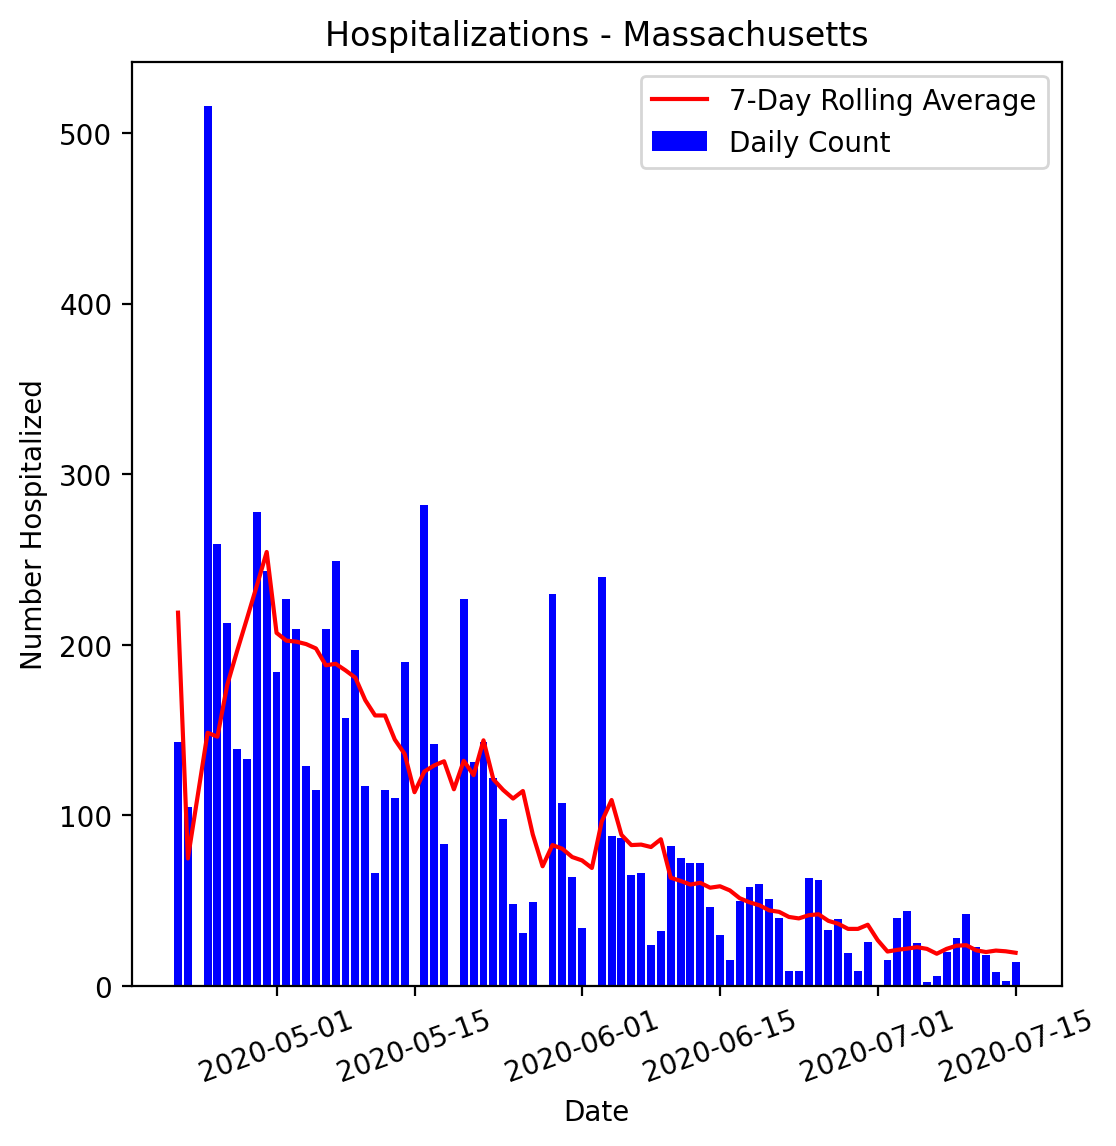 Hospitalizations - Massachusetts
7-Day Rolling Average
Daily Count
Number Hospitalized
500
400
300
200
100
0
2020-05-01
2020-05-15
2020-06-01
2020-06-15
2020-07-01
2020-07-15
Date